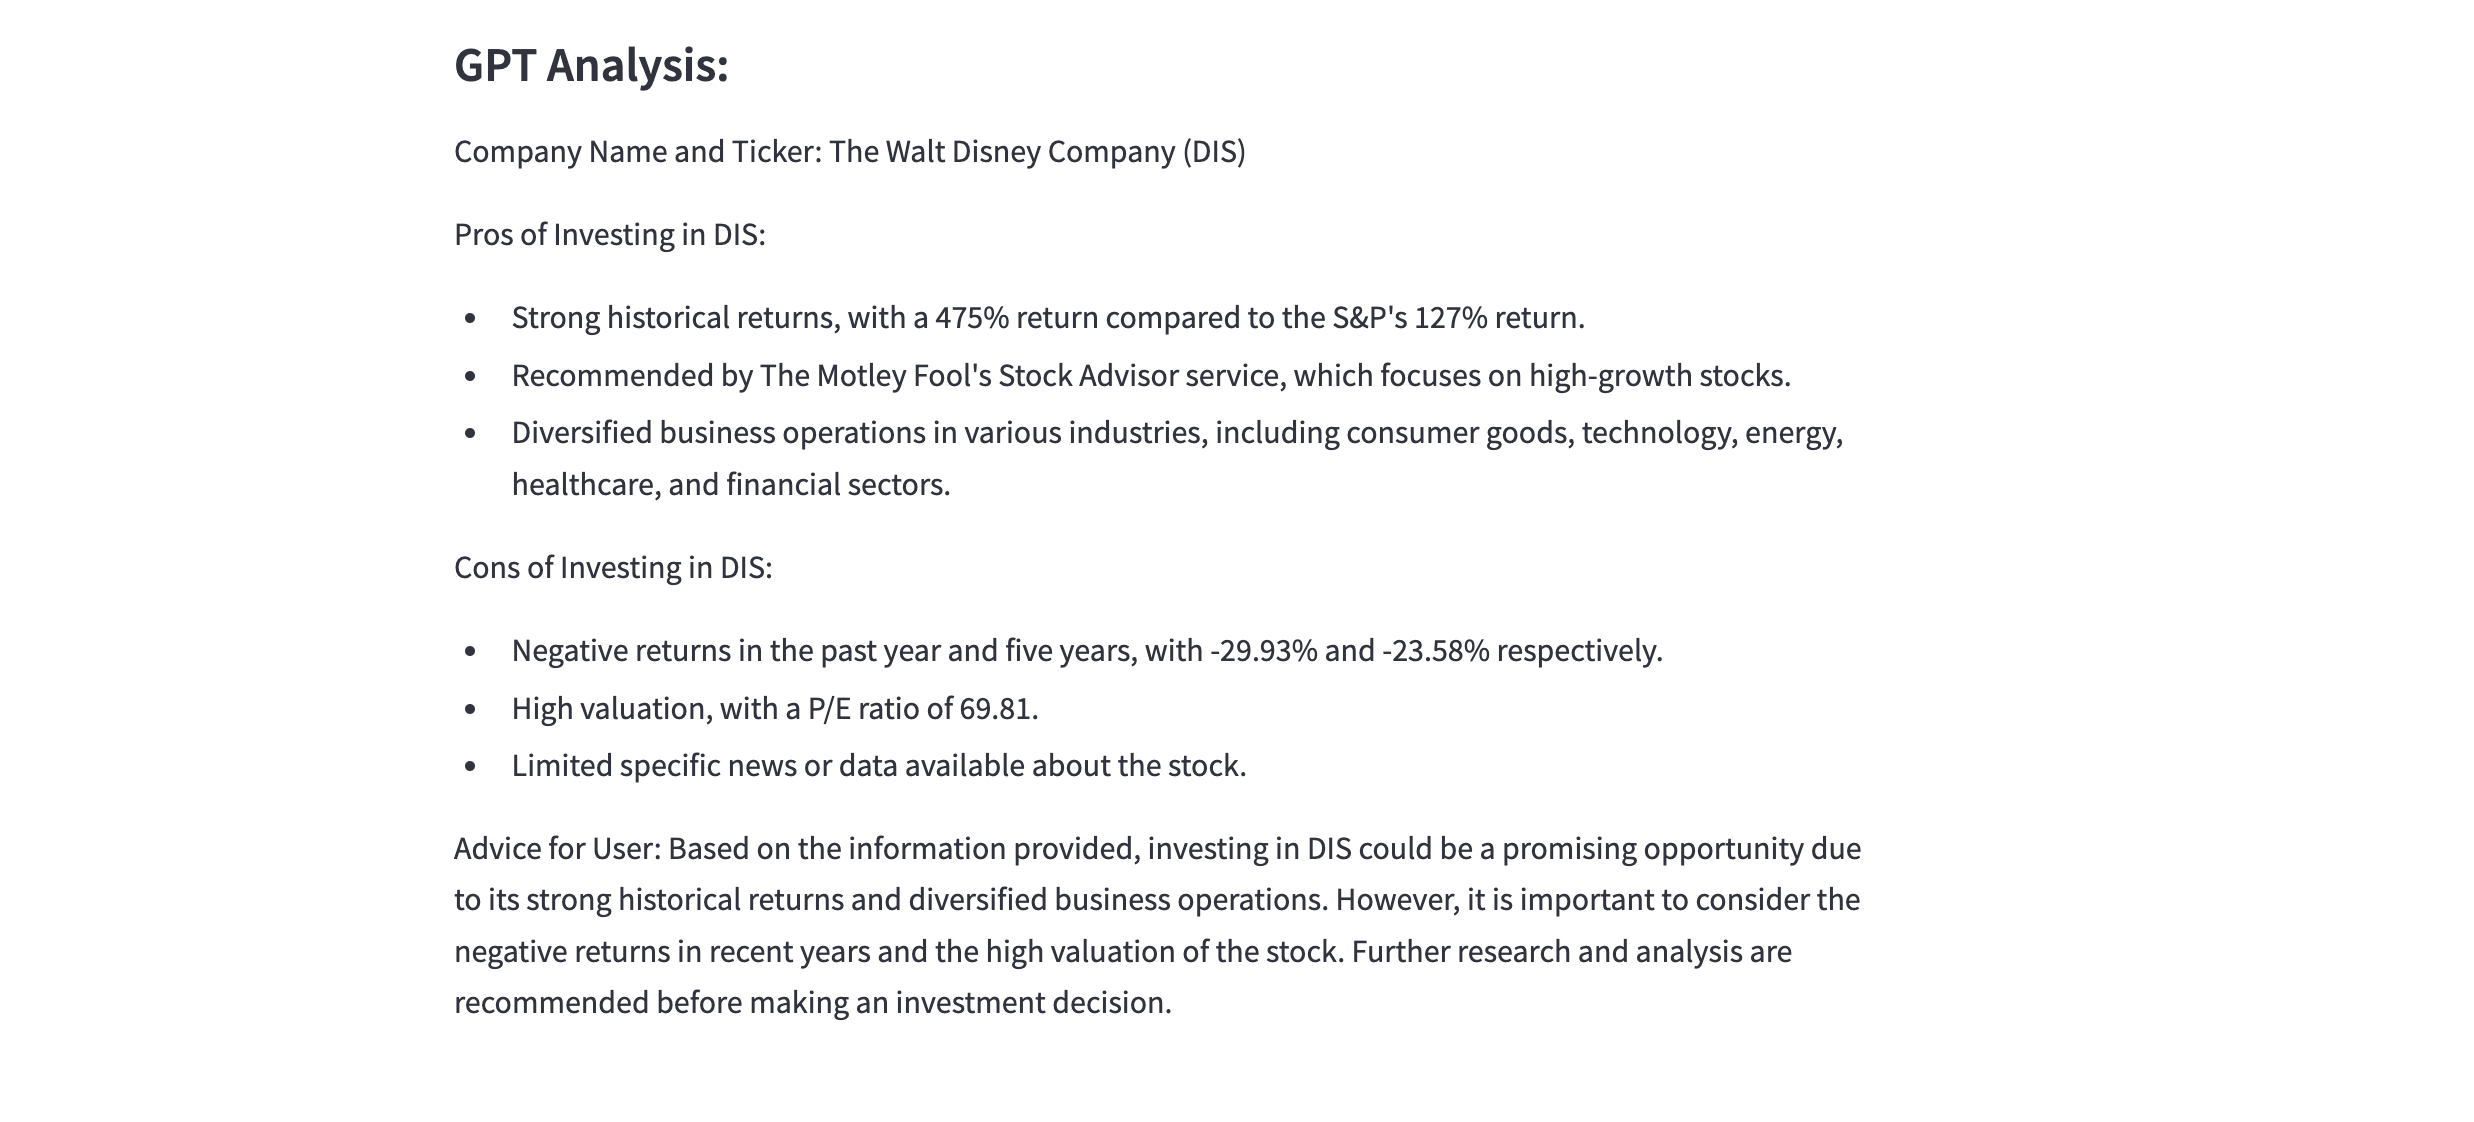 GPT Analysis:
Company Name and Ticker: The Walt Disney Company (DIS)
Pros of Investing in DIS:
• Strong historical returns, with a 475% return compared to the S&P's 127% return.
• Recommended by The Motley Fool's Stock Advisor service, which focuses on high-growth stocks.
• Diversified business operations in various industries, including consumer goods, technology, energy,
healthcare, and financial sectors.
Cons of Investing in DIS:
• Negative returns in the past year and five years, with -29.93% and -23.58% respectively.
• High valuation, with a P/E ratio of 69.81.
• Limited specific news or data available about the stock.
Advice for User: Based on the information provided, investing in DIS could be a promising opportunity due
to its strong historical returns and diversified business operations. However, it is important to consider the
negative returns in recent years and the high valuation of the stock. Further research and analysis are
recommended before making an investment decision.